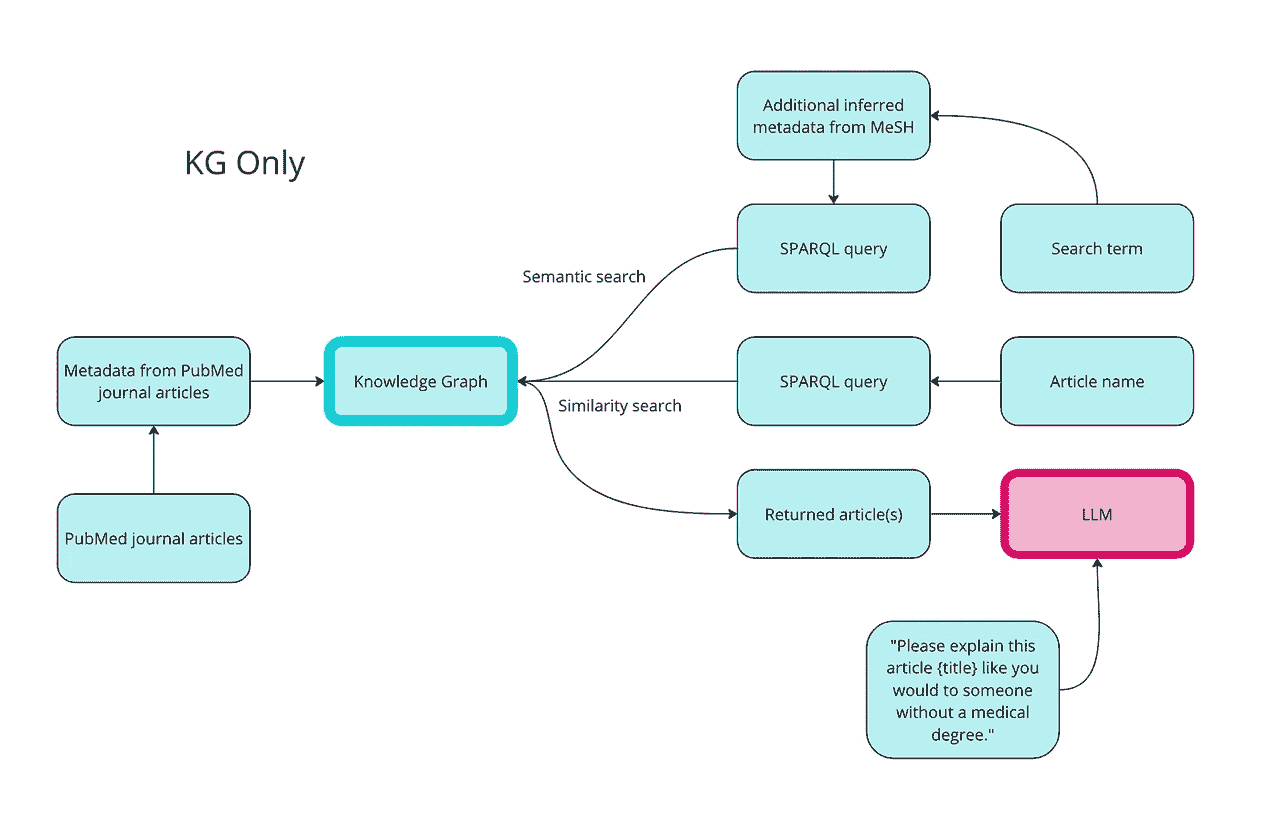 KG Only
Additional inferred
metadata from MeSH
SPARQL query
Search term
Semantic search
Metadata from PubMed
journal articles
Knowledge Graph
SPARQL query
Article name
Similarity search
PubMed journal articles
Returned article(s)
LLM
"Please explain this
article {title} like you
would to someone
without a medical
degree."